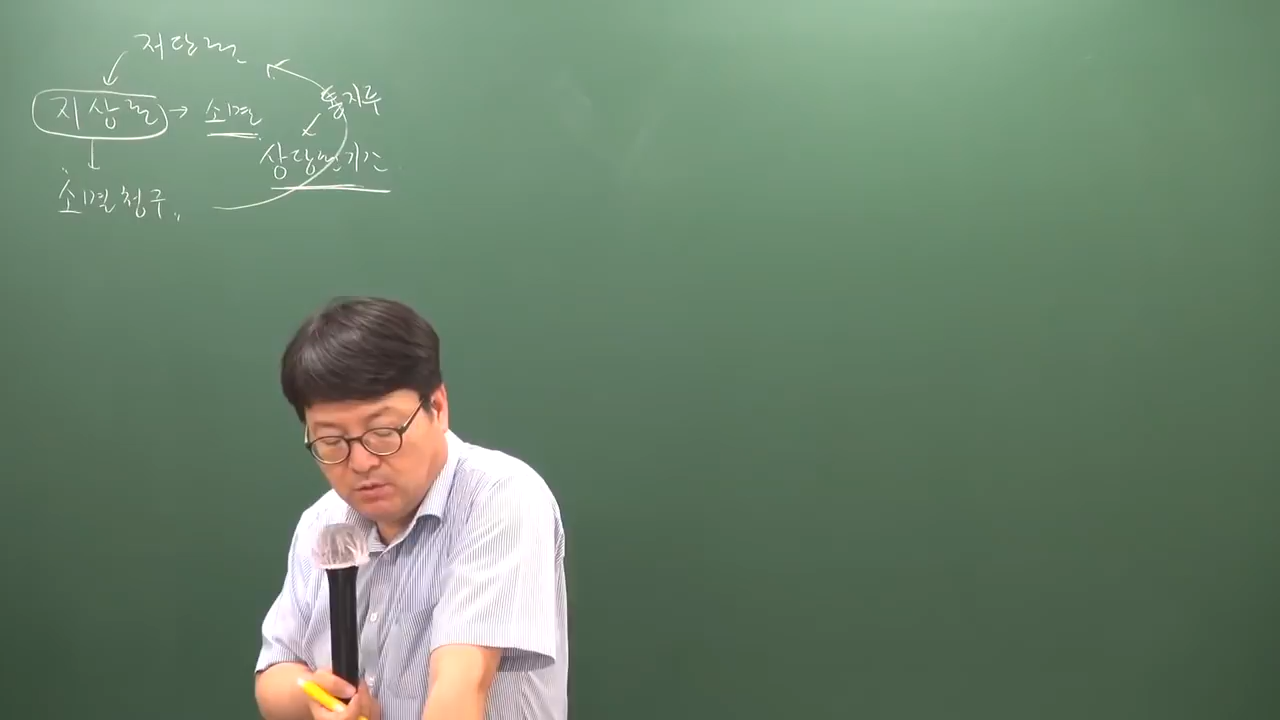 저당권
지상권 → 소멸
통지후
상당한기간
소멸청구